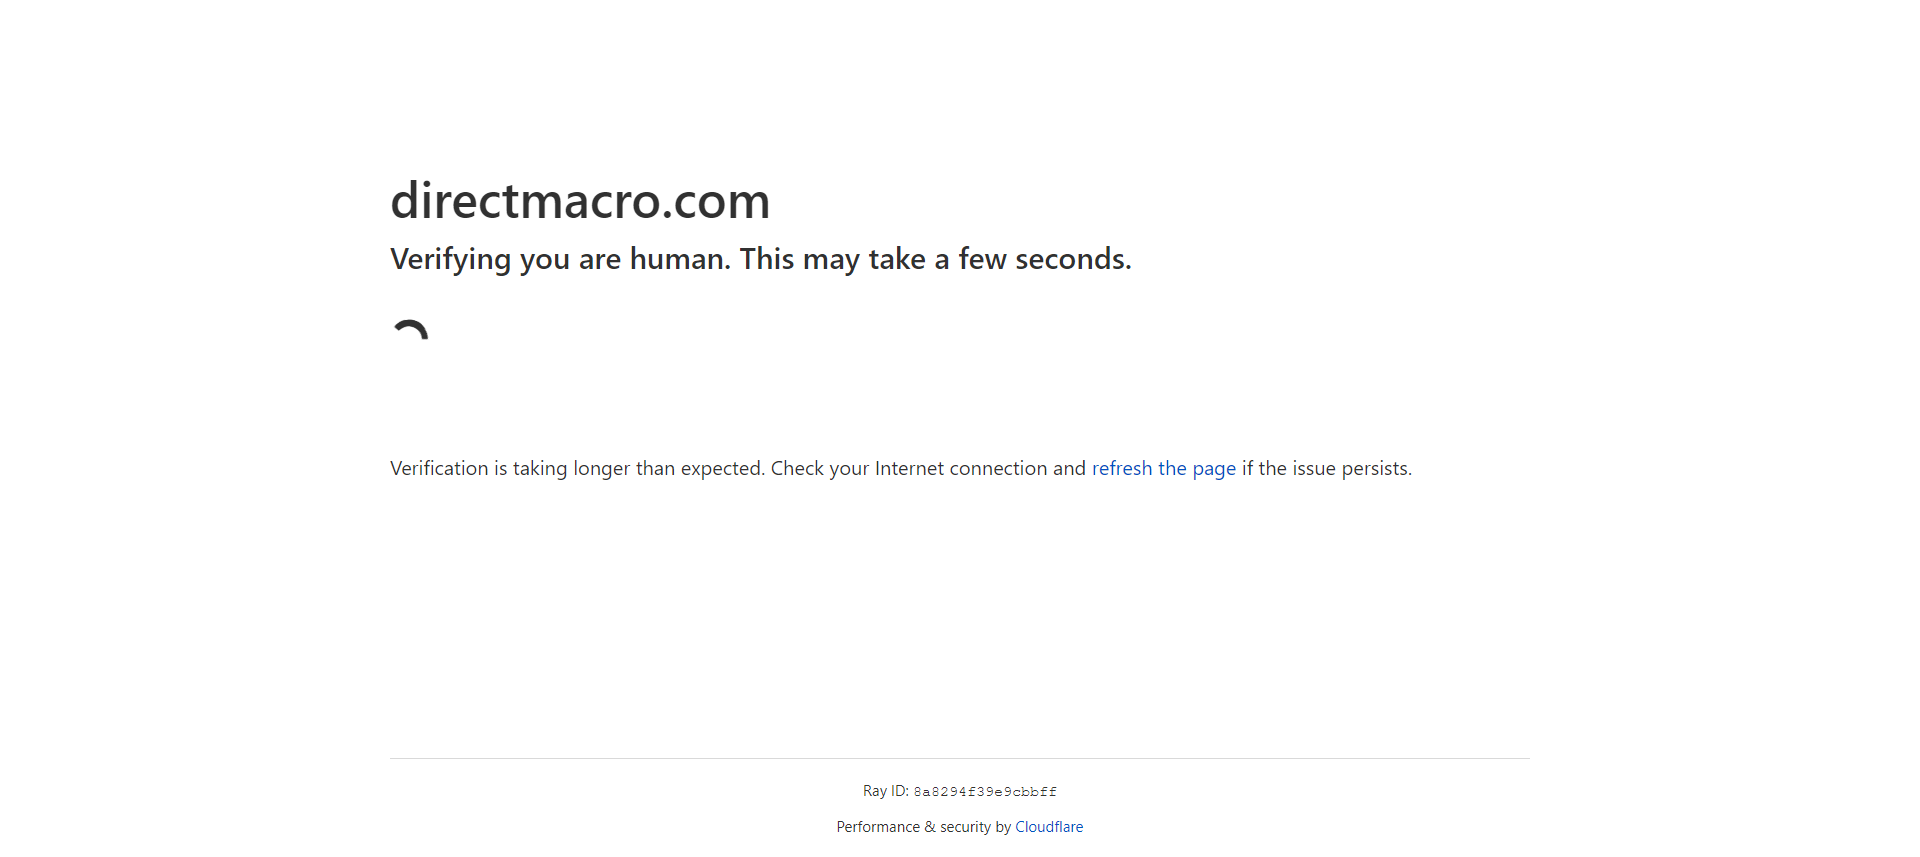 directmacro.com
Verifying you are human. This may take a few seconds.
Verification is taking longer than expected. Check your Internet connection and refresh the page if the issue persists.
Ray ID: 8a8294f39e9cbbff
Performance & security by Cloudflare